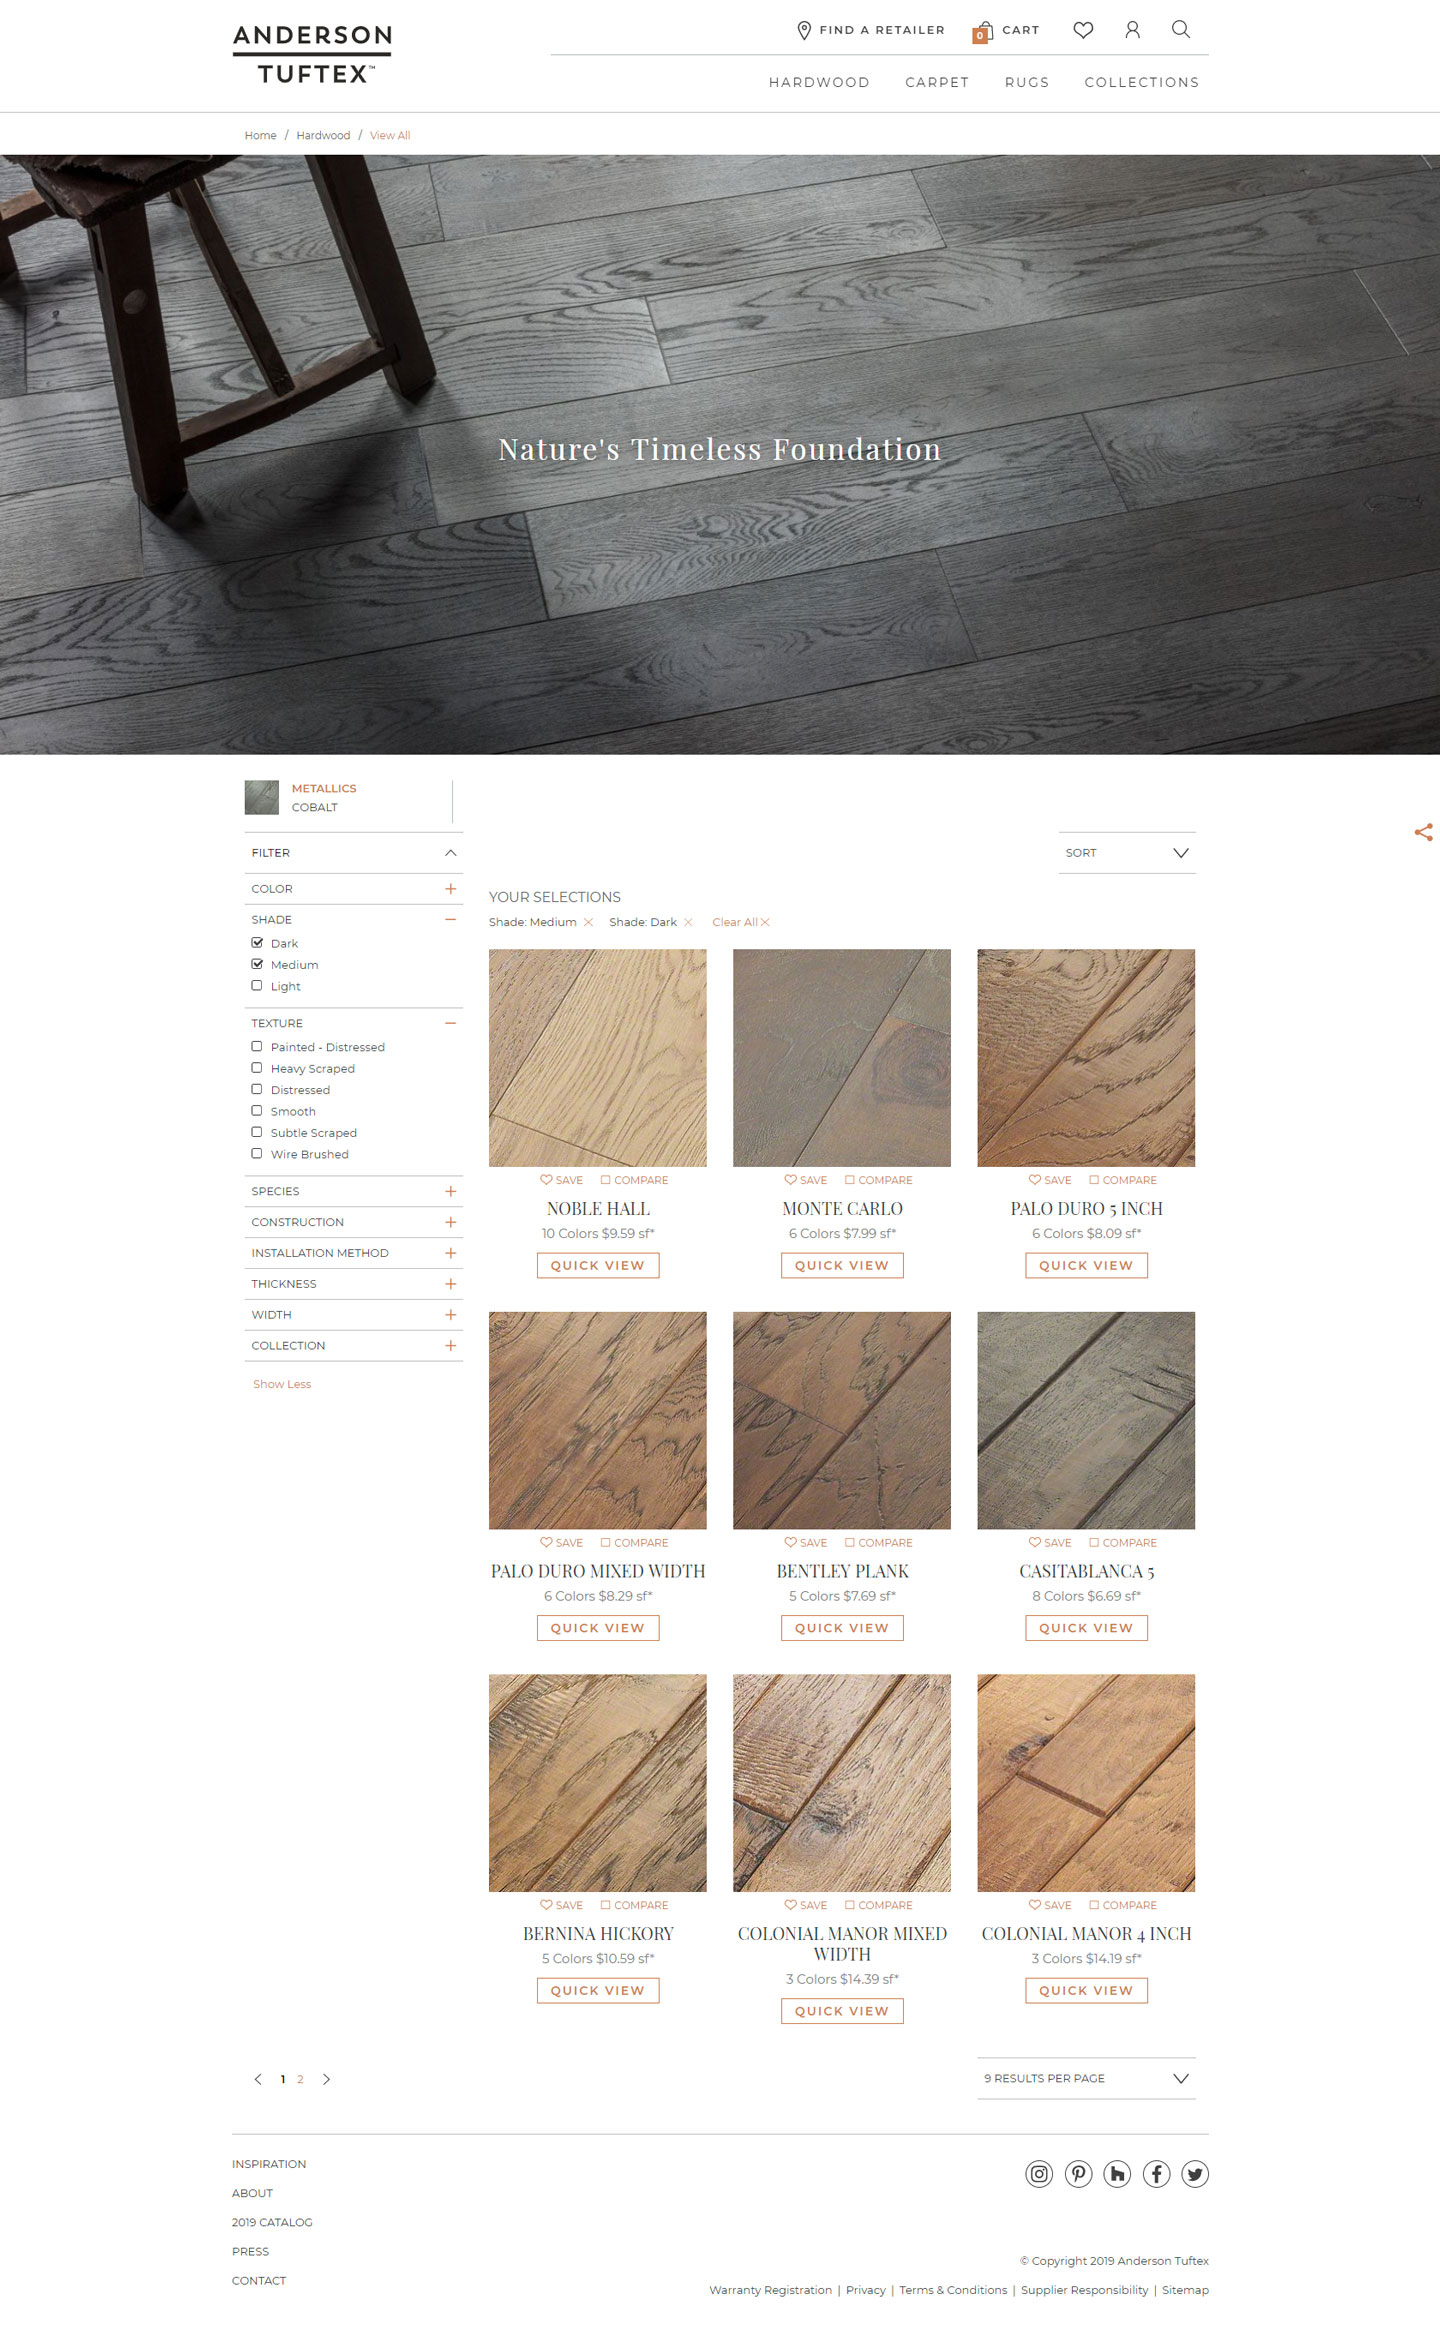 ANDERSON
TUFTEX™
FIND A RETAILER
0
CART
HARDWOOD CARPET RUGS COLLECTIONS
Home / Hardwood / View All
Nature's Timeless Foundation
METALLICS
COBALT
FILTER
SORT
COLOR
SHADE
Dark
Medium
Light
TEXTURE
Painted - Distressed
Heavy Scraped
Distressed
Smooth
Subtle Scraped
Wire Brushed
SPECIES
CONSTRUCTION
INSTALLATION METHOD
THICKNESS
WIDTH
COLLECTION
Show Less
YOUR SELECTIONS
Shade: Medium Shade: Dark Clear All
SAVE COMPARE
NOBLE HALL
10 Colors $9.59 sf*
QUICK VIEW
SAVE COMPARE
MONTE CARLO
6 Colors $7.99 sf*
QUICK VIEW
SAVE COMPARE
PALO DURO 5 INCH
6 Colors $8.09 sf*
QUICK VIEW
SAVE COMPARE
PALO DURO MIXED WIDTH
6 Colors $8.29 sf*
QUICK VIEW
SAVE COMPARE
BENTLEY PLANK
5 Colors $7.69 sf*
QUICK VIEW
SAVE COMPARE
CASITABLANCA 5
8 Colors $6.69 sf*
QUICK VIEW
SAVE COMPARE
BERNINA HICKORY
5 Colors $10.59 sf*
QUICK VIEW
SAVE COMPARE
COLONIAL MANOR MIXED
WIDTH
3 Colors $14.39 sf*
QUICK VIEW
SAVE COMPARE
COLONIAL MANOR 4 INCH
3 Colors $14.19 sf*
QUICK VIEW
1 2
9 RESULTS PER PAGE
INSPIRATION
ABOUT
2019 CATALOG
PRESS
CONTACT
© Copyright 2019 Anderson Tuftex
Warranty Registration | Privacy | Terms & Conditions | Supplier Responsibility | Sitemap